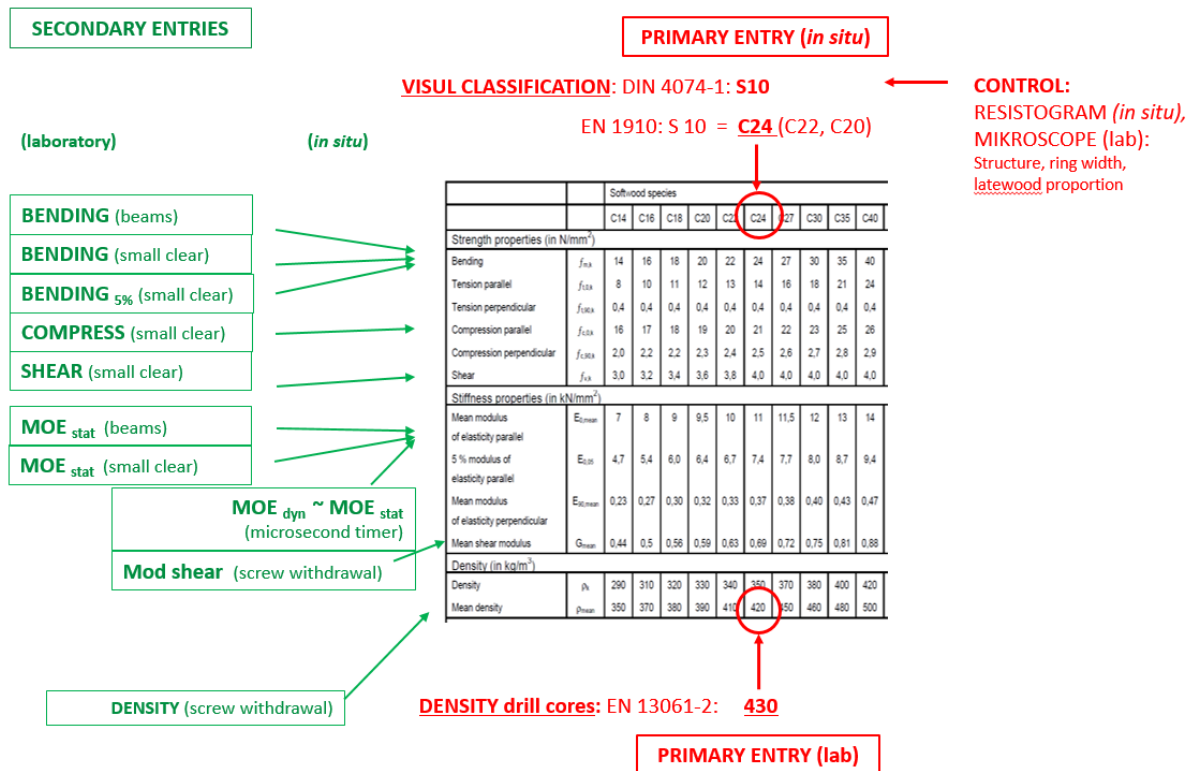 SECONDARY ENTRIES
PRIMARY ENTRY (in situ)
VISUL CLASSIFICATION: DIN 4074-1: S10
EN 1910: S 10 = C24 (C22, C20)
CONTROL:
RESISTOGRAM (in situ),
MIKROSCOPE (lab):
Structure, ring width,
latewood proportion
(laboratory) (in situ)
BENDING (beams)
BENDING (small clear)
BENDING 5% (small clear)
COMPRESS (small clear)
SHEAR (small clear)
MOE stat (beams)
MOE stat (small clear)
MOE dyn ~ MOE stat
(microsecond timer)
Mod shear (screw withdrawal)
DENSITY (screw withdrawal)
Softwood species
C14 C16 C18 C20 C22 C24 C27 C30 C35 C40
Strength properties (in N/mm²)
Bending fm,k 14 16 18 20 22 24 27 30 35 40
Tension parallel ft,0,k 8 10 11 12 13 14 16 18 21 24
Tension perpendicular ft,90,k 0,4 0,4 0,4 0,4 0,4 0,4 0,4 0,4 0,4 0,4
Compression parallel fc,0,k 16 17 18 19 20 21 22 23 25 26
Compression perpendicular fc,90,k 2,0 2,2 2,2 2,3 2,4 2,5 2,6 2,7 2,8 2,9
Shear fv,k 3,0 3,2 3,4 3,6 3,8 4,0 4,0 4,0 4,0 4,0
Stiffness properties (in kN/mm²)
Mean modulus E0,mean 7 8 9 9,5 10 11 11,5 12 13 14
of elasticity parallel
5 % modulus of E0,05 4,7 5,4 6,0 6,4 6,7 7,4 7,7 8,0 8,7 9,4
elasticity parallel
Mean modulus E90,mean 0,23 0,27 0,30 0,32 0,33 0,37 0,38 0,40 0,43 0,47
of elasticity perpendicular
Mean shear modulus Gmean 0,44 0,5 0,56 0,59 0,63 0,69 0,72 0,75 0,81 0,88
Density (in kg/m³)
Density ρk 290 310 320 330 340 350 370 380 400 420
Mean density ρmean 350 370 380 390 410 420 450 460 480 500
DENSITY drill cores: EN 13061-2: 430
PRIMARY ENTRY (lab)